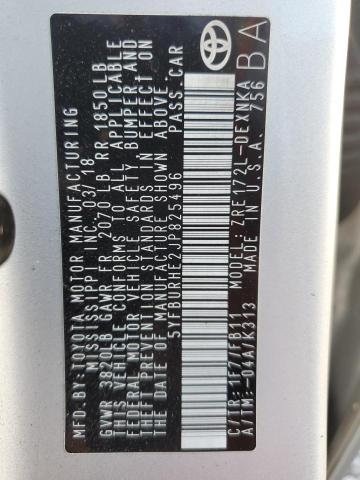 MFD.BY: TOYOTA MOTOR MANUFACTURING
MISSISSIPPI INC. 03/18
GVWR 3820LB GAWR FR 2070 LB RR 1850 LB
THIS VEHICLE CONFORMS TO ALL APPLICABLE
FEDERAL MOTOR VEHICLE SAFETY, BUMPER, AND
THEFT PREVENTION STANDARDS IN EFFECT ON
THE DATE OF MANUFACTURE SHOWN ABOVE.
5YFBURHE2JP825496 PASS. CAR
C/TR: 1F7/FB11 ZRE172L-DEXNKA
A/TM: -0XA/K313 MADE IN U.S.A. 756
BA
TOYOTA